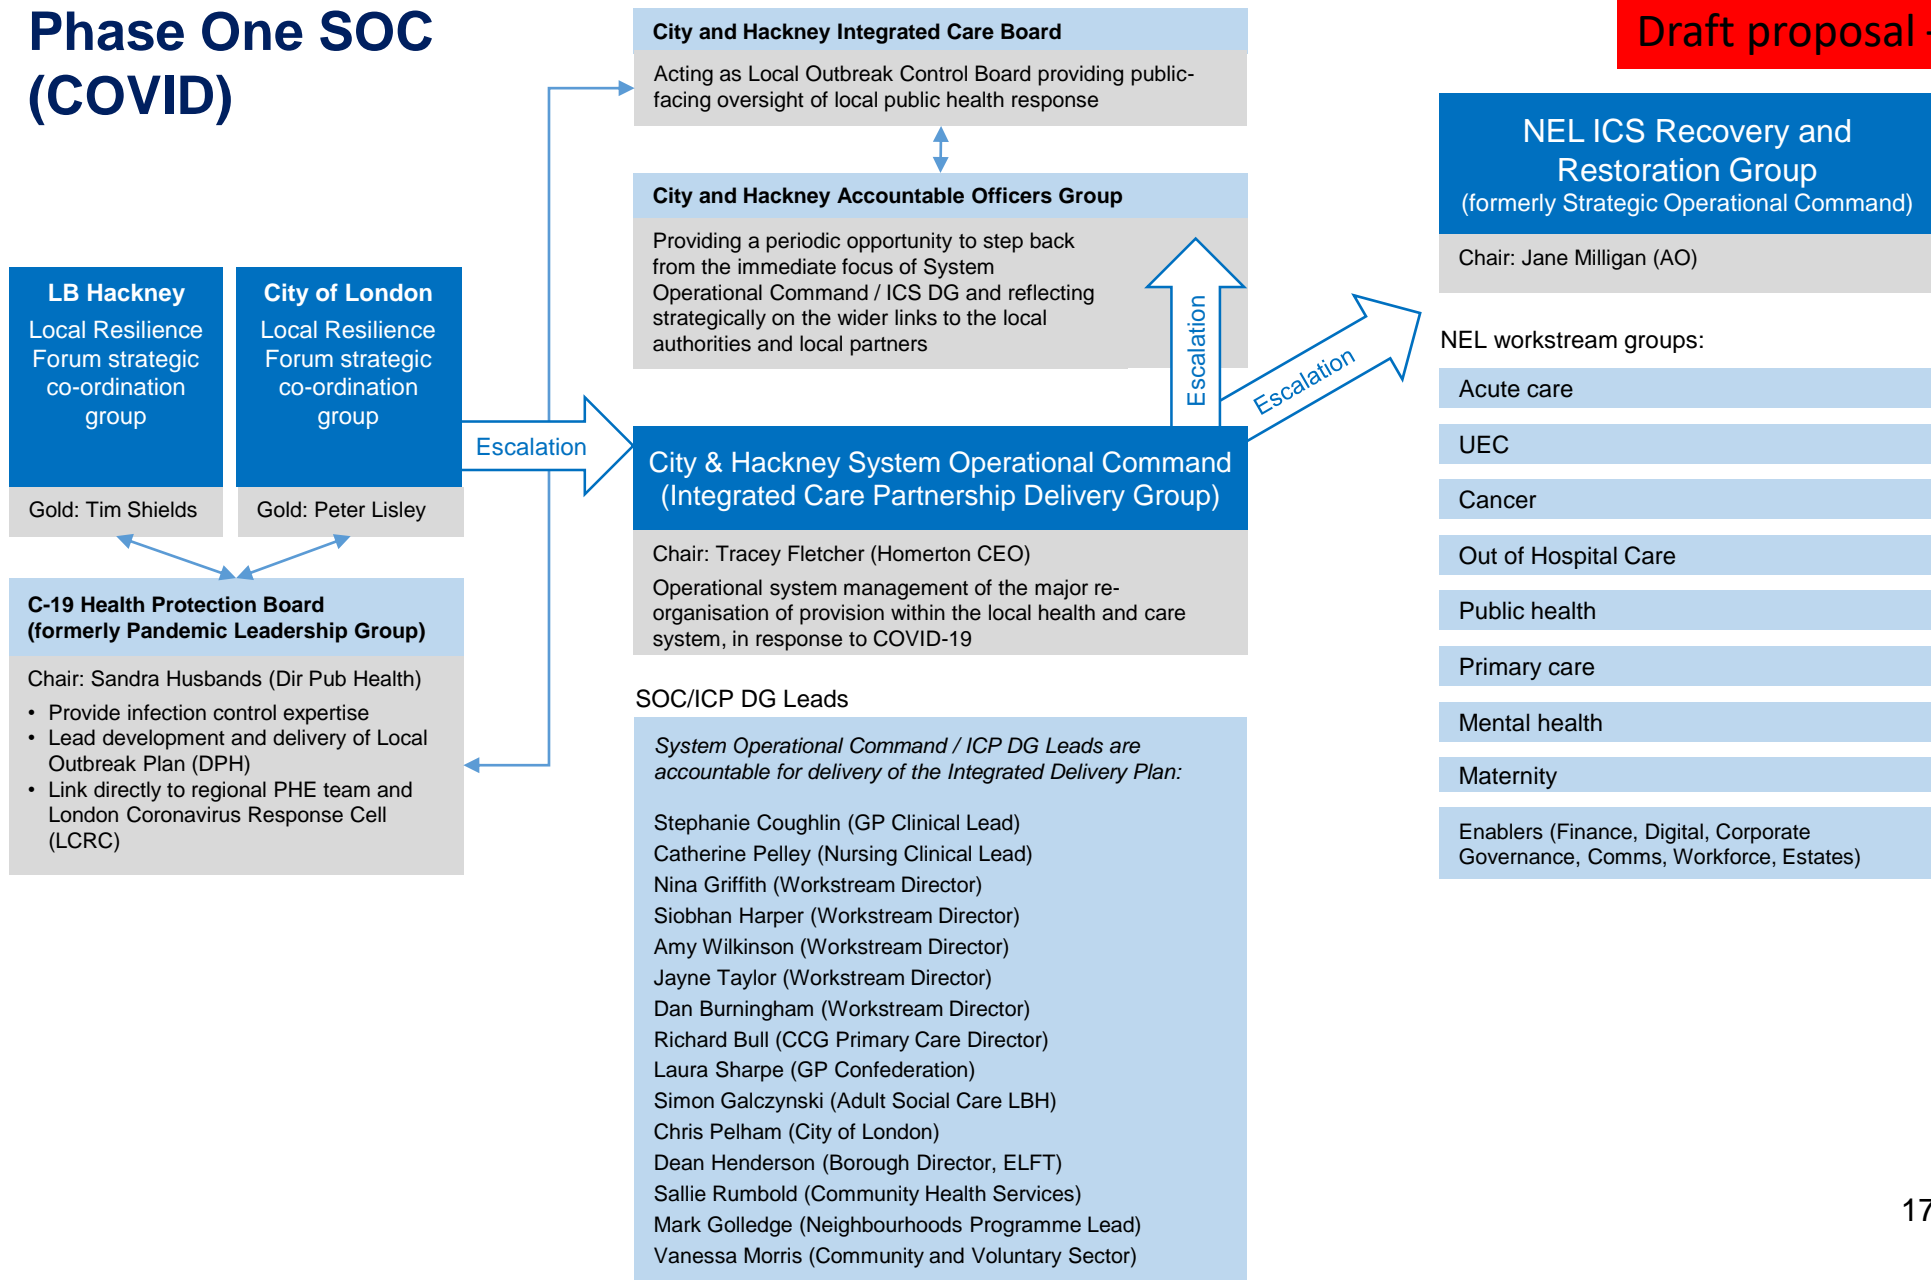 Phase One SOC
(COVID)
Draft proposal -
City and Hackney Integrated Care Board
Acting as Local Outbreak Control Board providing public-
facing oversight of local public health response
City and Hackney Accountable Officers Group
Providing a periodic opportunity to step back
from the immediate focus of System
Operational Command / ICS DG and reflecting
strategically on the wider links to the local
authorities and local partners
Escalation
Escalation
LB Hackney
Local Resilience
Forum strategic
co-ordination
group
Gold: Tim Shields
City of London
Local Resilience
Forum strategic
co-ordination
group
Gold: Peter Lisley
Escalation
C-19 Health Protection Board
(formerly Pandemic Leadership Group)
Chair: Sandra Husbands (Dir Pub Health)
• Provide infection control expertise
• Lead development and delivery of Local
Outbreak Plan (DPH)
• Link directly to regional PHE team and
London Coronavirus Response Cell
(LCRC)
City & Hackney System Operational Command
(Integrated Care Partnership Delivery Group)
Chair: Tracey Fletcher (Homerton CEO)
Operational system management of the major re-
organisation of provision within the local health and care
system, in response to COVID-19
SOC/ICP DG Leads
System Operational Command / ICP DG Leads are
accountable for delivery of the Integrated Delivery Plan:
Stephanie Coughlin (GP Clinical Lead)
Catherine Pelley (Nursing Clinical Lead)
Nina Griffith (Workstream Director)
Siobhan Harper (Workstream Director)
Amy Wilkinson (Workstream Director)
Jayne Taylor (Workstream Director)
Dan Burningham (Workstream Director)
Richard Bull (CCG Primary Care Director)
Laura Sharpe (GP Confederation)
Simon Galczynski (Adult Social Care LBH)
Chris Pelham (City of London)
Dean Henderson (Borough Director, ELFT)
Sallie Rumbold (Community Health Services)
Mark Golledge (Neighbourhoods Programme Lead)
Vanessa Morris (Community and Voluntary Sector)
NEL ICS Recovery and
Restoration Group
(formerly Strategic Operational Command)
Chair: Jane Milligan (AO)
NEL workstream groups:
Acute care
UEC
Cancer
Out of Hospital Care
Public health
Primary care
Mental health
Maternity
Enablers (Finance, Digital, Corporate
Governance, Comms, Workforce, Estates)
17